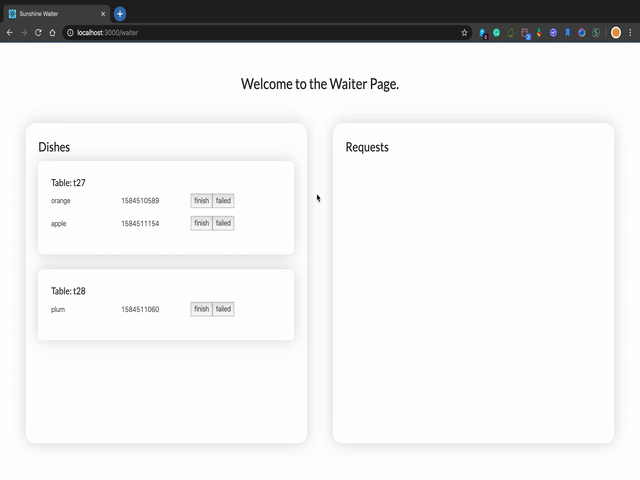 Sunshine Waiter
localhost:3000/waiter
Welcome to the Waiter Page.
Dishes
Table: t27
orange 1584510589 finish failed
apple 1584511154 finish failed
Table: t28
plum 1584511060 finish failed
Requests